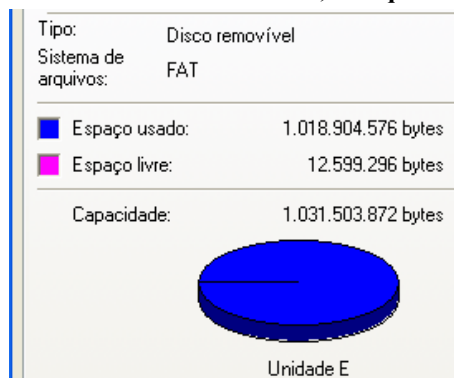 Tipo: Disco removível
Sistema de arquivos: FAT
Espaço usado: 1.018.904.576 bytes
Espaço livre: 12.599.296 bytes
Capacidade: 1.031.503.872 bytes
Unidade E